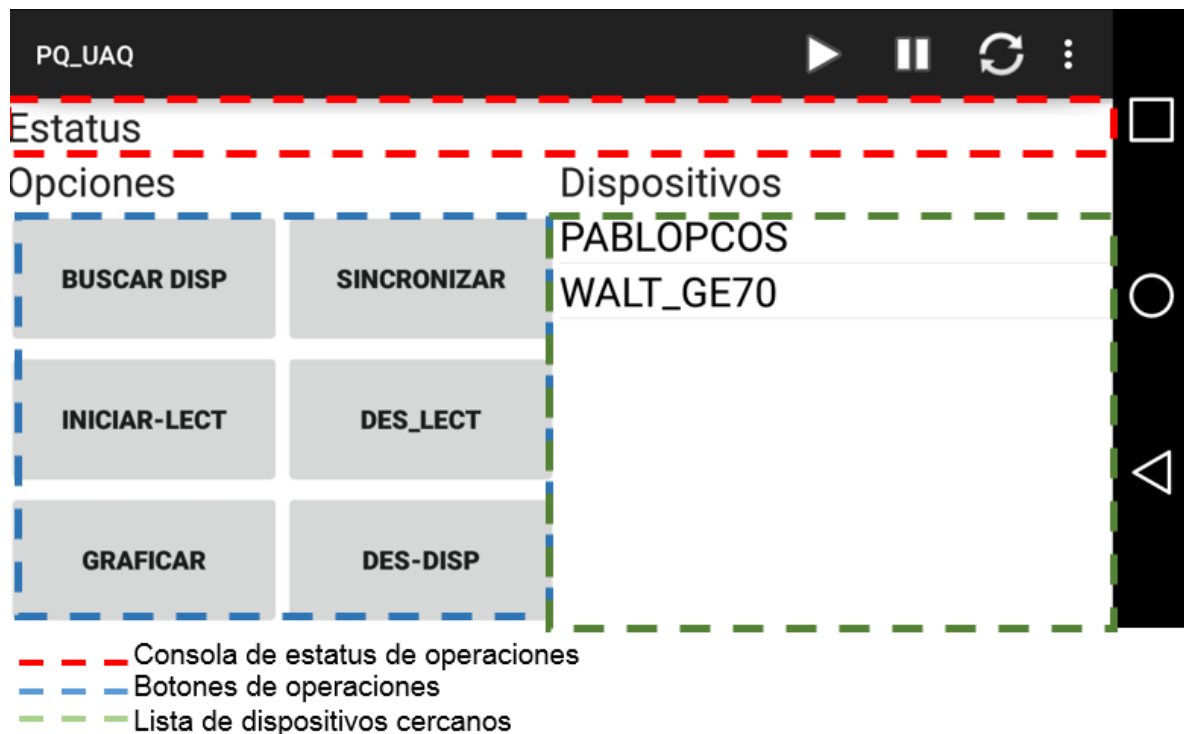 PQ_UAQ
Estatus
Opciones
Dispositivos
BUSCAR DISP
SINCRONIZAR
PABLOPCOS
WALT_GE70
INICIAR-LECT
DES_LECT
GRAFICAR
DES-DISP
Consola de estatus de operaciones
Botones de operaciones
Lista de dispositivos cercanos